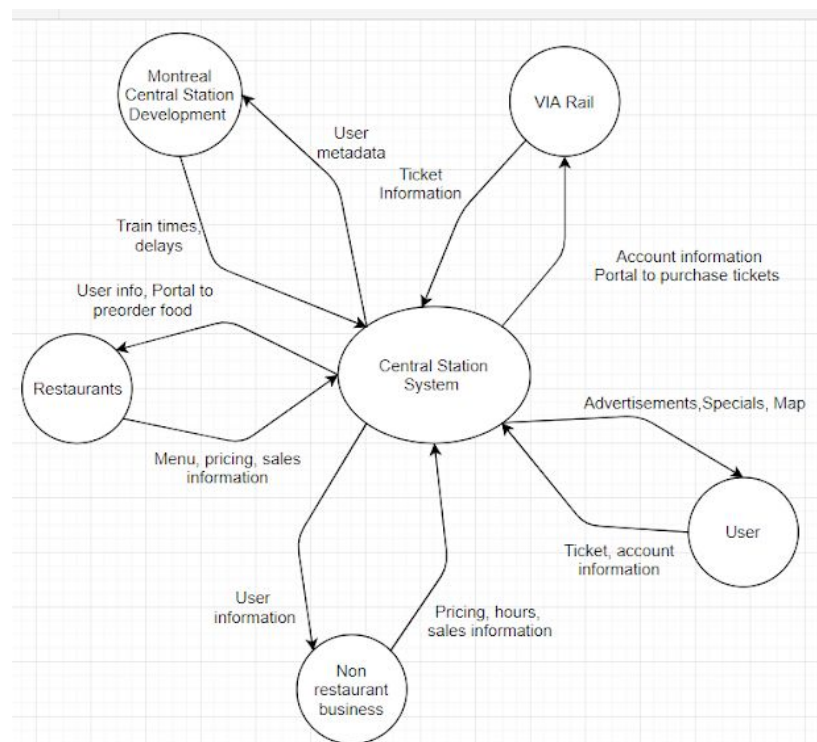 Montreal
Central Station
Development
VIA Rail
User
metadata
Ticket
Information
Train times,
delays
Account information
Portal to purchase tickets
User info, Portal to
preorder food
Central Station
System
Restaurants
Advertisements,Specials, Map
Menu, pricing, sales
information
User
Ticket, account
information
User
information
Pricing, hours,
sales information
Non
restaurant
business